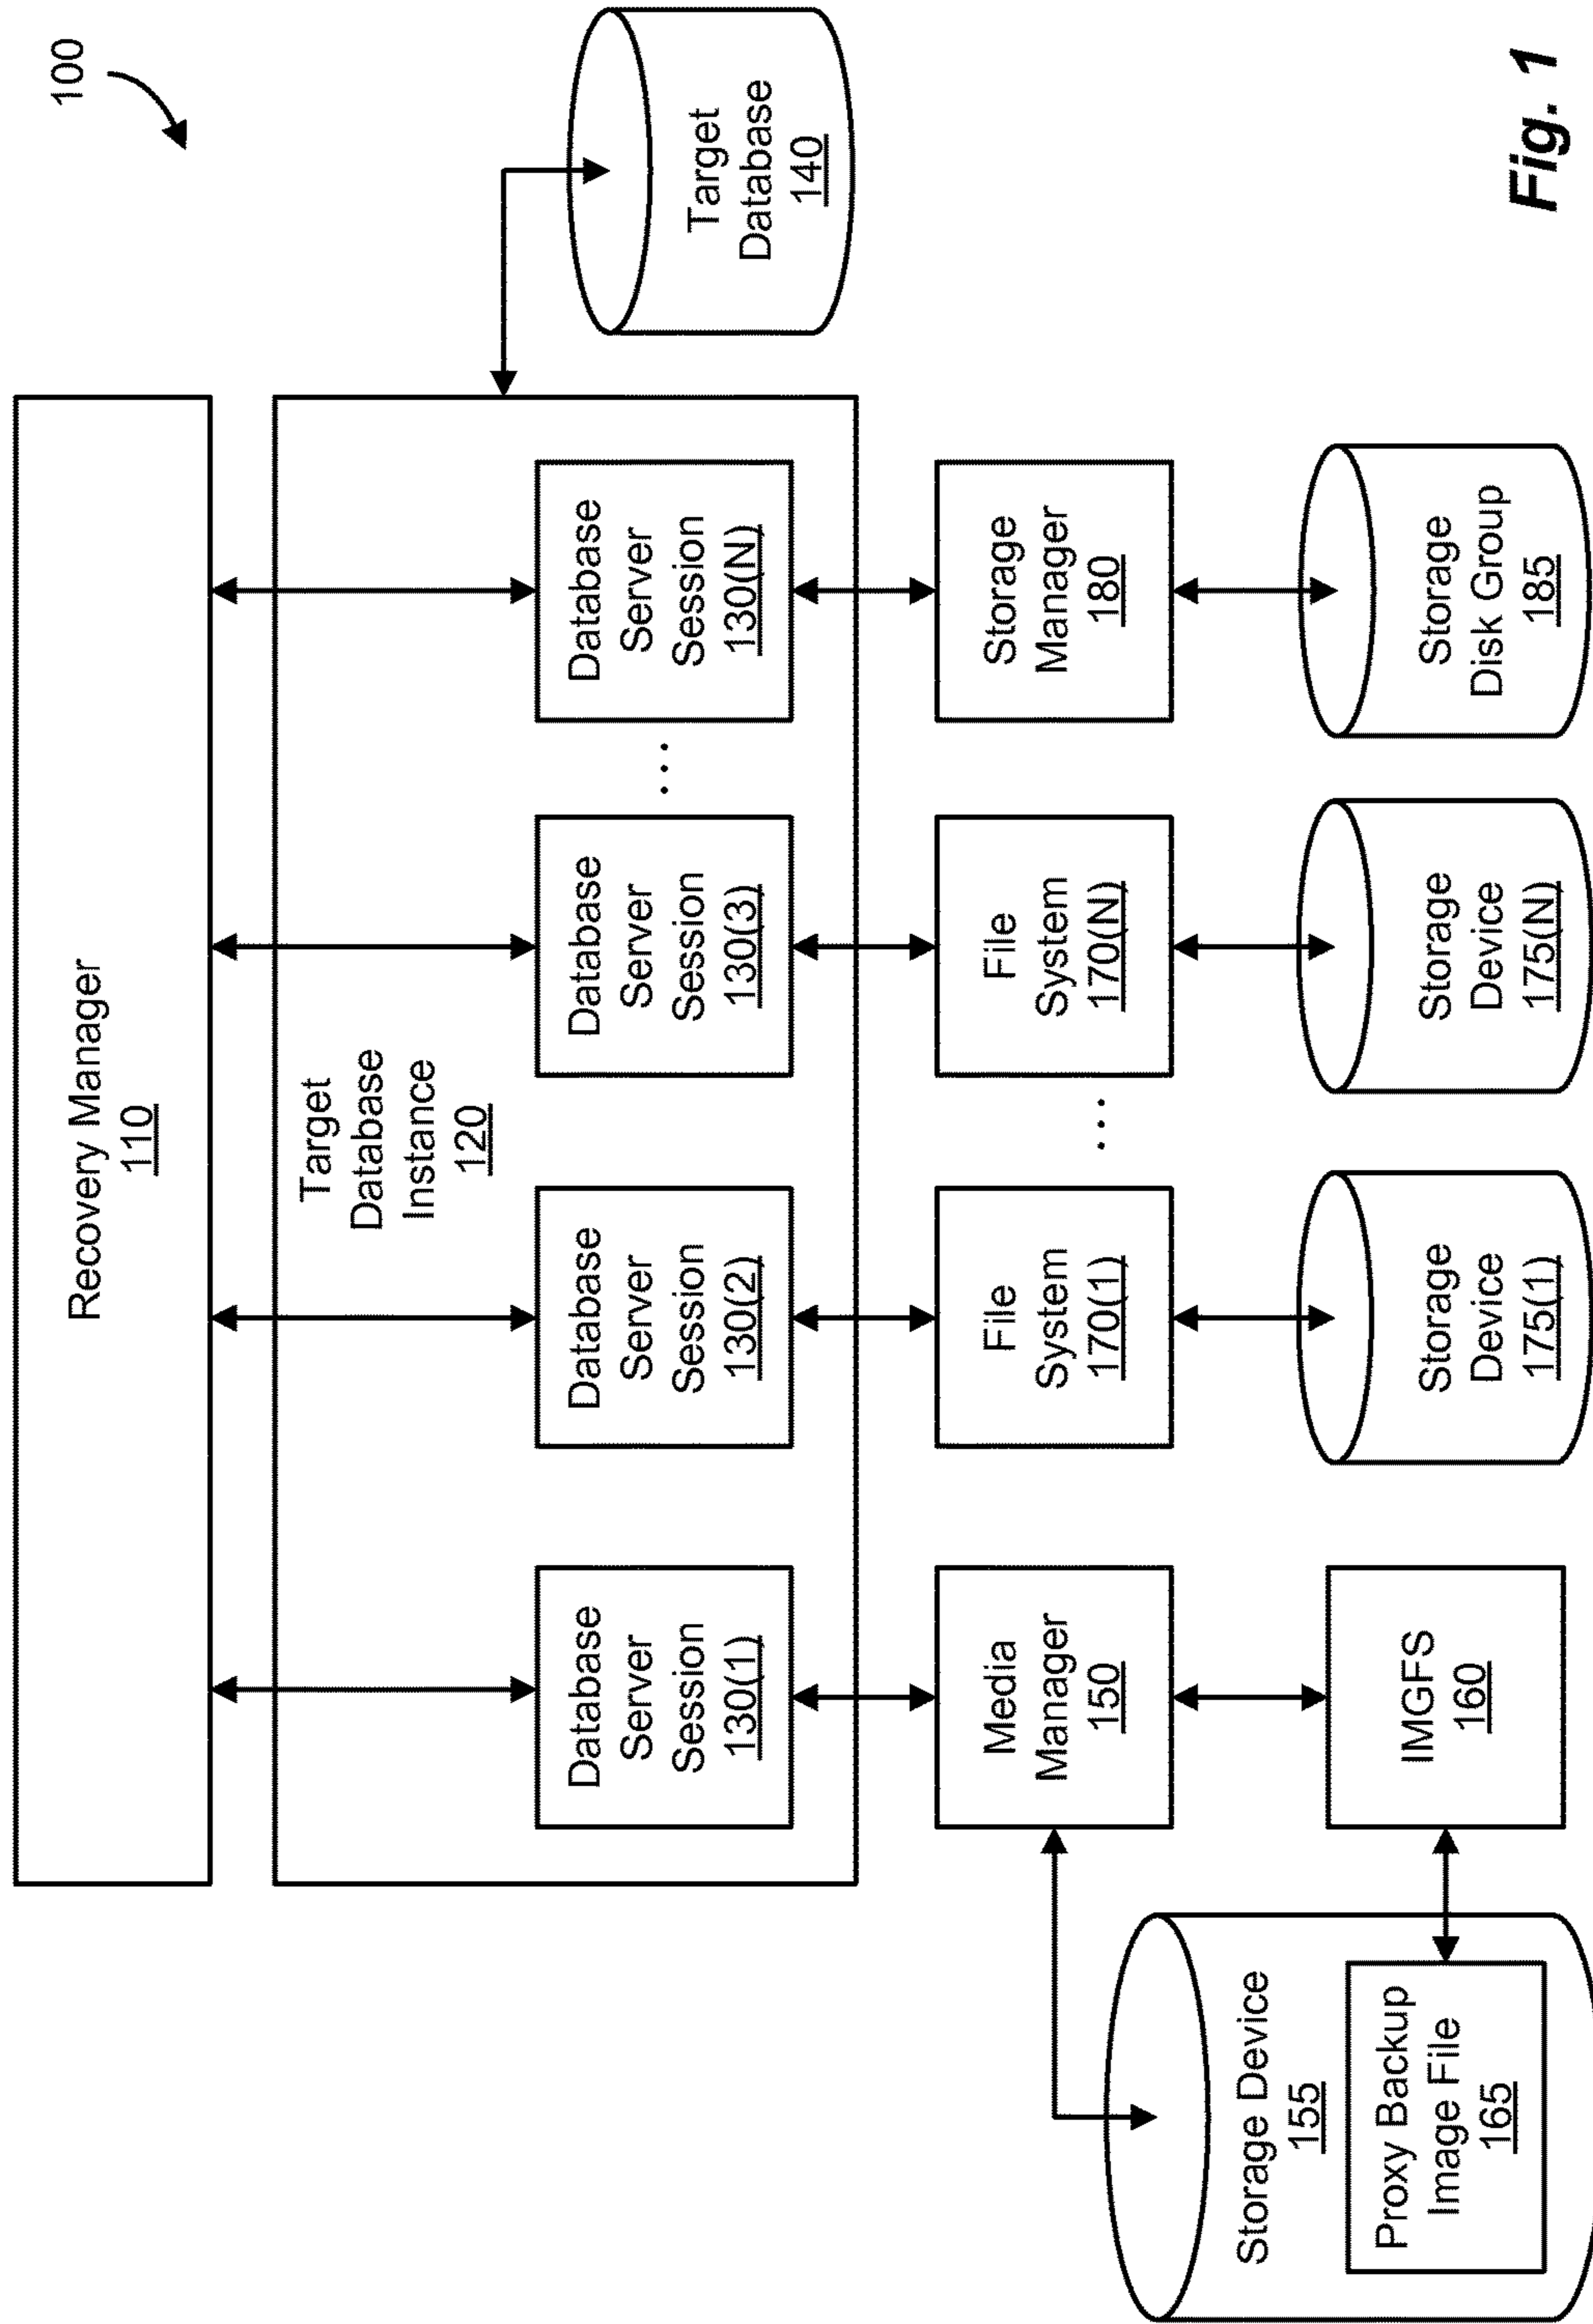 100
Recovery Manager
110
Target
Database
Instance
120
Database
Server
Session
130(1)
Database
Server
Session
130(2)
Database
Server
Session
130(3)
...
Database
Server
Session
130(N)
Target
Database
140
Media
Manager
150
File
System
170(1)
...
File
System
170(N)
Storage
Manager
180
Storage Device
155
Proxy Backup
Image File
165
IMGFS
160
Storage
Device
175(1)
Storage
Device
175(N)
Storage
Disk Group
185
Fig. 1